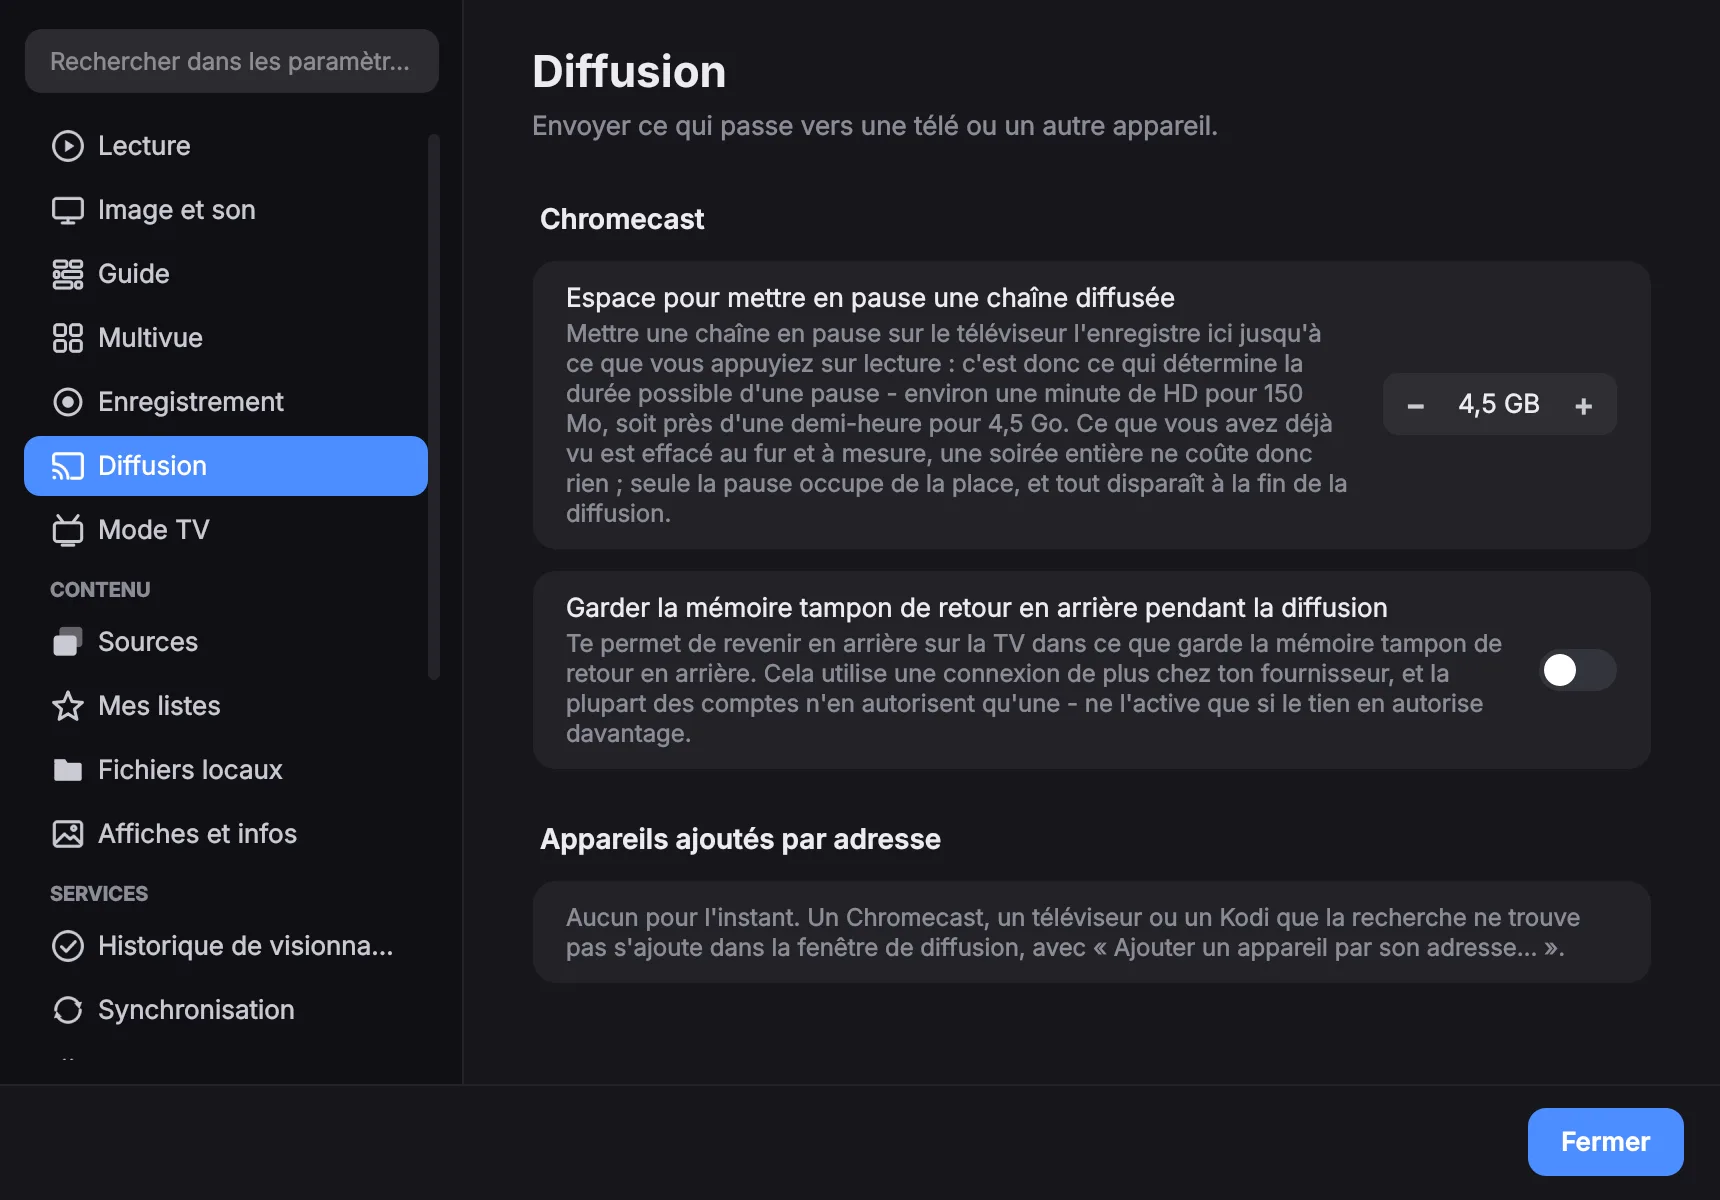 Rechercher dans les paramètr...
Lecture
Image et son
Guide
Multivue
Enregistrement
Diffusion
Mode TV
CONTENU
Sources
Mes listes
Fichiers locaux
Affiches et infos
SERVICES
Historique de visionna...
Synchronisation
Diffusion
Envoyer ce qui passe vers une télé ou un autre appareil.
Chromecast
Espace pour mettre en pause une chaîne diffusée
Mettre une chaîne en pause sur le téléviseur l'enregistre ici jusqu'à
ce que vous appuyiez sur lecture : c'est donc ce qui détermine la
durée possible d'une pause - environ une minute de HD pour 150
Mo, soit près d'une demi-heure pour 4,5 Go. Ce que vous avez déjà
vu est effacé au fur et à mesure, une soirée entière ne coûte donc
rien ; seule la pause occupe de la place, et tout disparaît à la fin de la
diffusion.
− 4,5 GB +
Garder la mémoire tampon de retour en arrière pendant la diffusion
Te permet de revenir en arrière sur la TV dans ce que garde la mémoire tampon de
retour en arrière. Cela utilise une connexion de plus chez ton fournisseur, et la
plupart des comptes n'en autorisent qu'une - ne l'active que si le tien en autorise
davantage.
Appareils ajoutés par adresse
Aucun pour l'instant. Un Chromecast, un téléviseur ou un Kodi que la recherche ne trouve
pas s'ajoute dans la fenêtre de diffusion, avec « Ajouter un appareil par son adresse... ».
Fermer